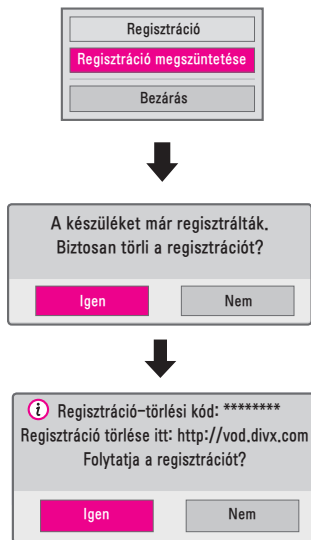 Regisztráció
Regisztráció megszüntetése
Bezárás
A készüléket már regisztrálták.
Biztosan törli a regisztrációt?
Igen Nem
Regisztráció-törlési kód: ********
Regisztráció törlése itt: http://vod.divx.com
Folytatja a regisztrációt?
Igen Nem